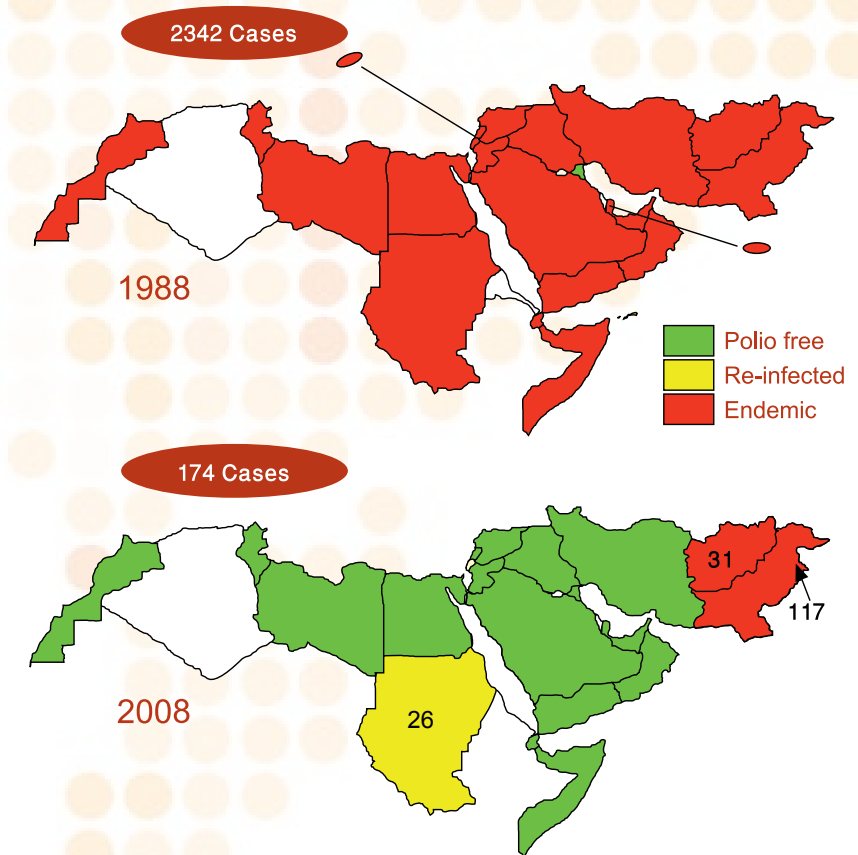 2342 Cases
1988
Polio free
Re-infected
Endemic
174 Cases
31
117
2008
26